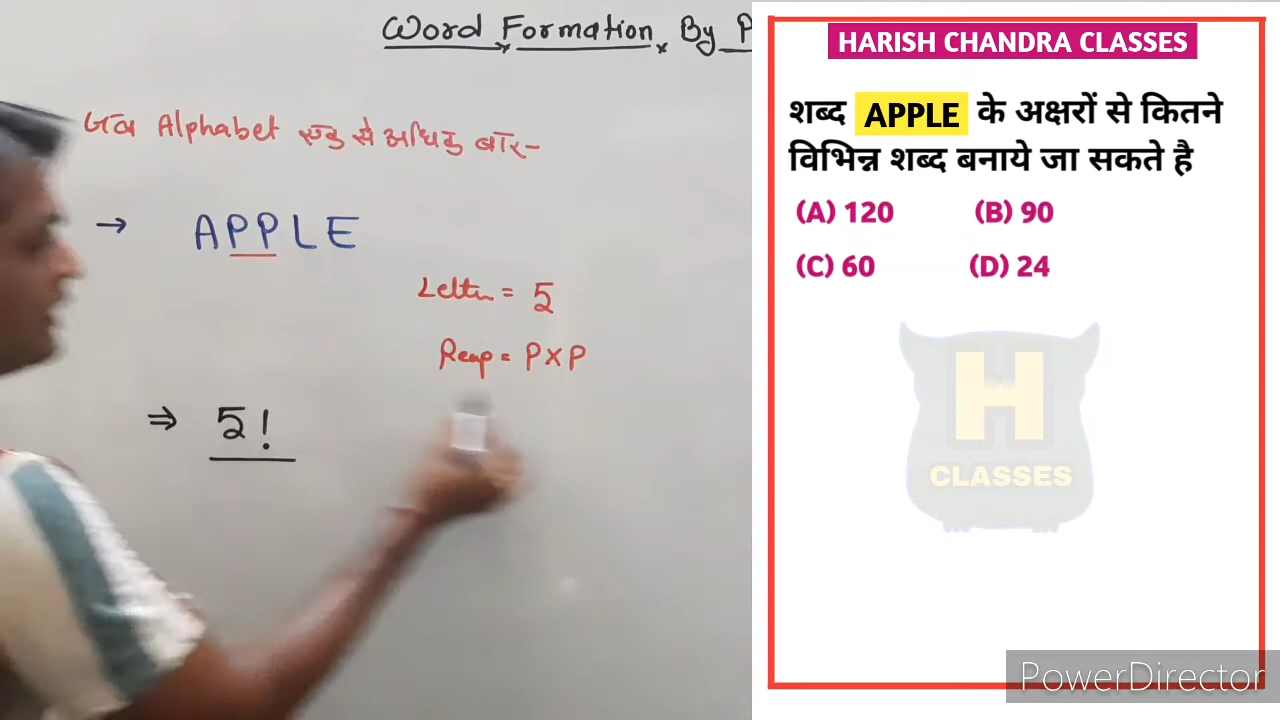 Word Formation By P
जब Alphabet एक से अधिक बार-
→ APPLE
Letter = 5
Reap = P×P
⇒ 5!
HARISH CHANDRA CLASSES
शब्द APPLE के अक्षरों से कितने
विभिन्न शब्द बनाये जा सकते है
(A) 120 (B) 90
(C) 60 (D) 24
H
CLASSES
PowerDirector